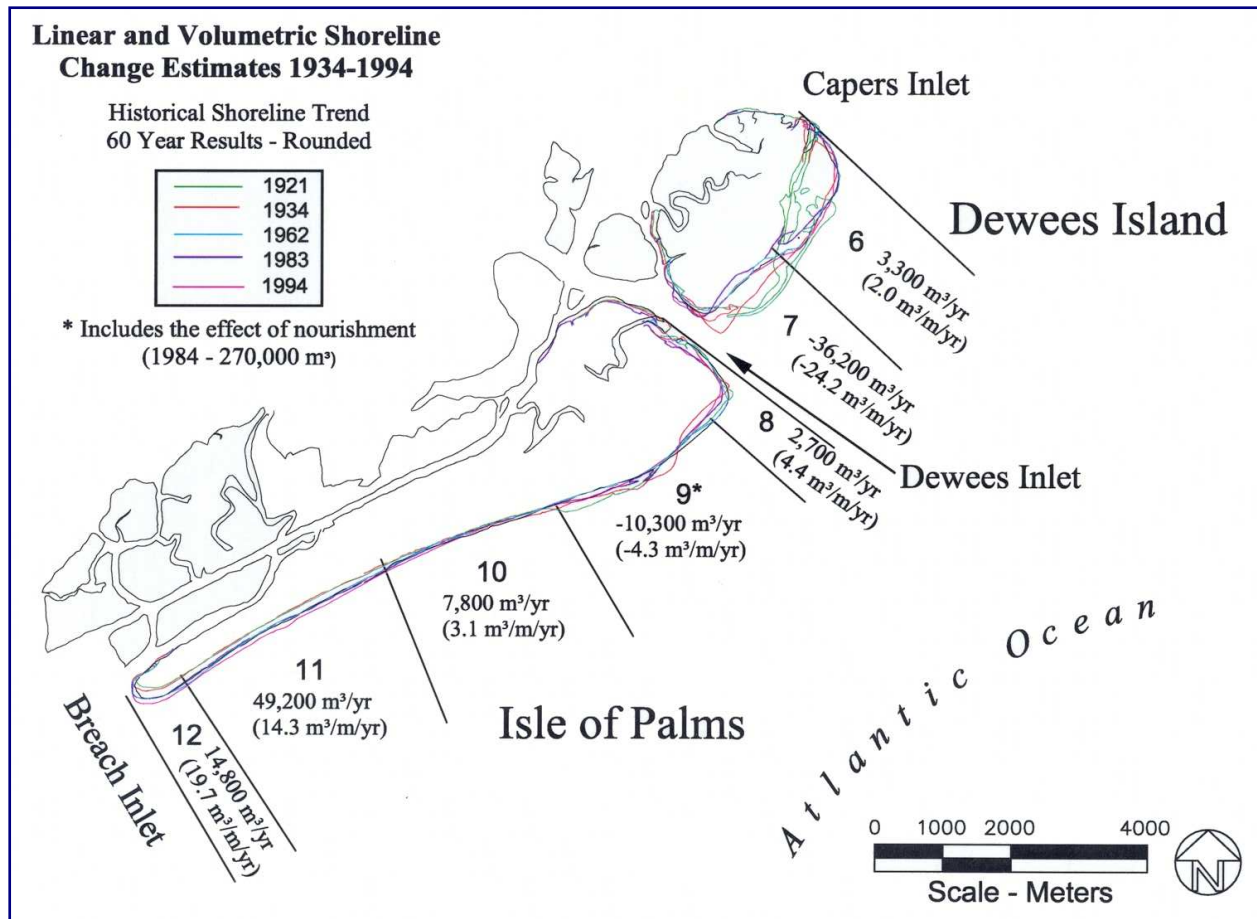 Linear and Volumetric Shoreline
Change Estimates 1934-1994
Historical Shoreline Trend
60 Year Results - Rounded
1921
1934
1962
1983
1994
* Includes the effect of nourishment
(1984 - 270,000 m³)
Capers Inlet
Dewees Island
6
3,300 m³/yr
(2.0 m³/m/yr)
7
-36,200 m³/yr
(-24.2 m³/m/yr)
8
2,700 m³/yr
(4.4 m³/m/yr)
Dewees Inlet
9*
-10,300 m³/yr
(-4.3 m³/m/yr)
10
7,800 m³/yr
(3.1 m³/m/yr)
11
49,200 m³/yr
(14.3 m³/m/yr)
12
14,800 m³/yr
(19.7 m³/m/yr)
Breach Inlet
Isle of Palms
Atlantic Ocean
0 1000 2000 4000
Scale - Meters
N